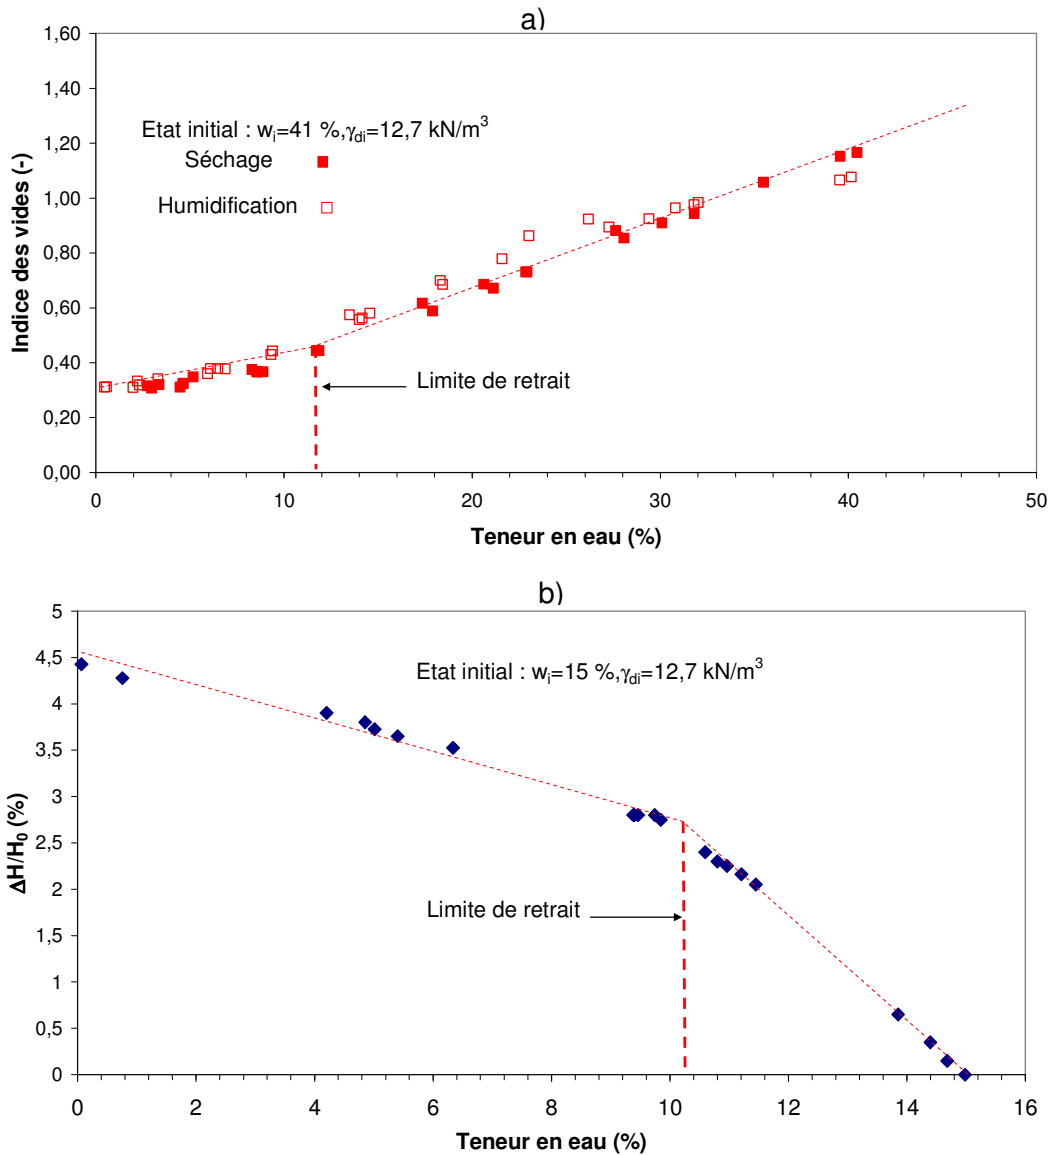 a)
1,60
1,40
1,20
1,00
0,80
0,60
0,40
0,20
0,00
Indice des vides (-)
Etat initial : wi=41 %,γdi=12,7 kN/m3
Séchage
Humidification
Limite de retrait
0 10 20 30 40 50
Teneur en eau (%)
b)
5
4,5
4
3,5
3
2,5
2
1,5
1
0,5
0
ΔH/H0 (%)
Etat initial : wi=15 %,γdi=12,7 kN/m3
Limite de retrait
0 2 4 6 8 10 12 14 16
Teneur en eau (%)